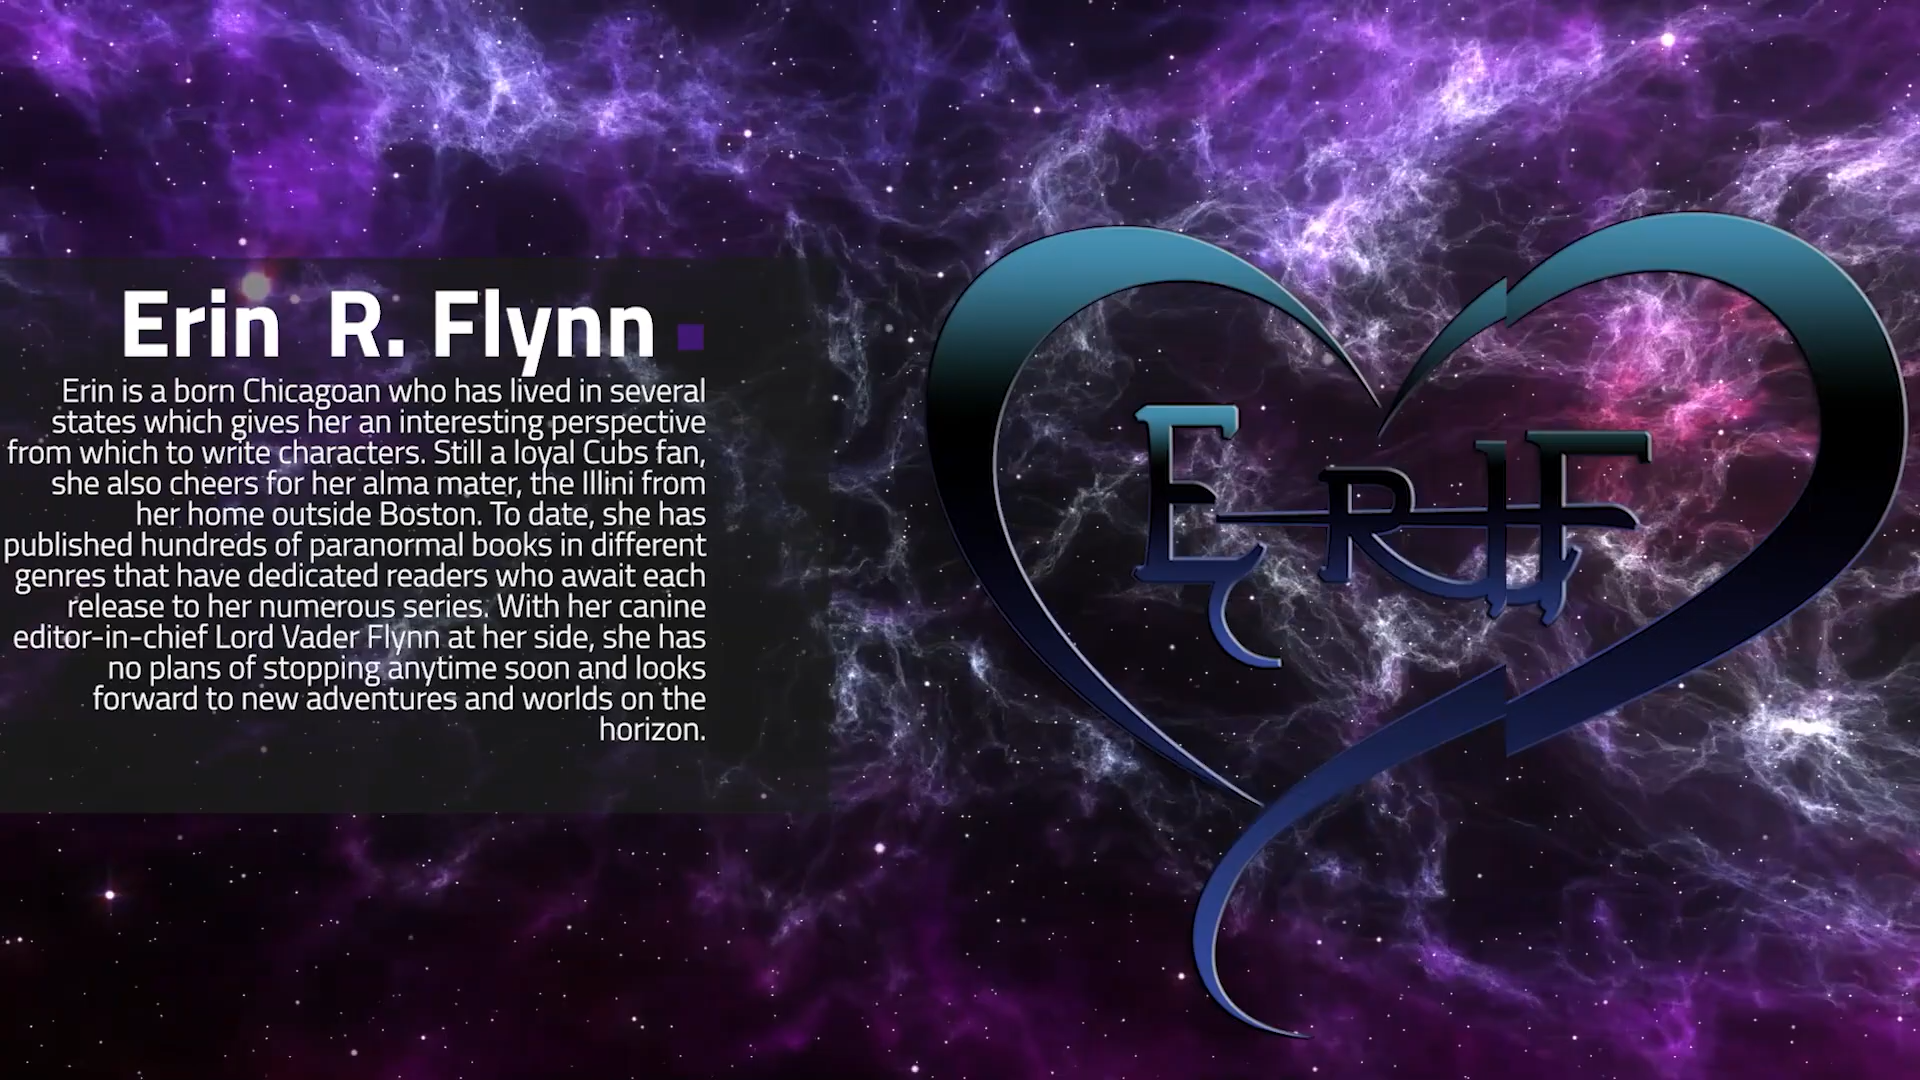 Erin R. Flynn
Erin is a born Chicagoan who has lived in several
states which gives her an interesting perspective
from which to write characters. Still a loyal Cubs fan,
she also cheers for her alma mater, the Illini from
her home outside Boston. To date, she has
published hundreds of paranormal books in different
genres that have dedicated readers who await each
release to her numerous series. With her canine
editor-in-chief Lord Vader Flynn at her side, she has
no plans of stopping anytime soon and looks
forward to new adventures and worlds on the
horizon.
ERF